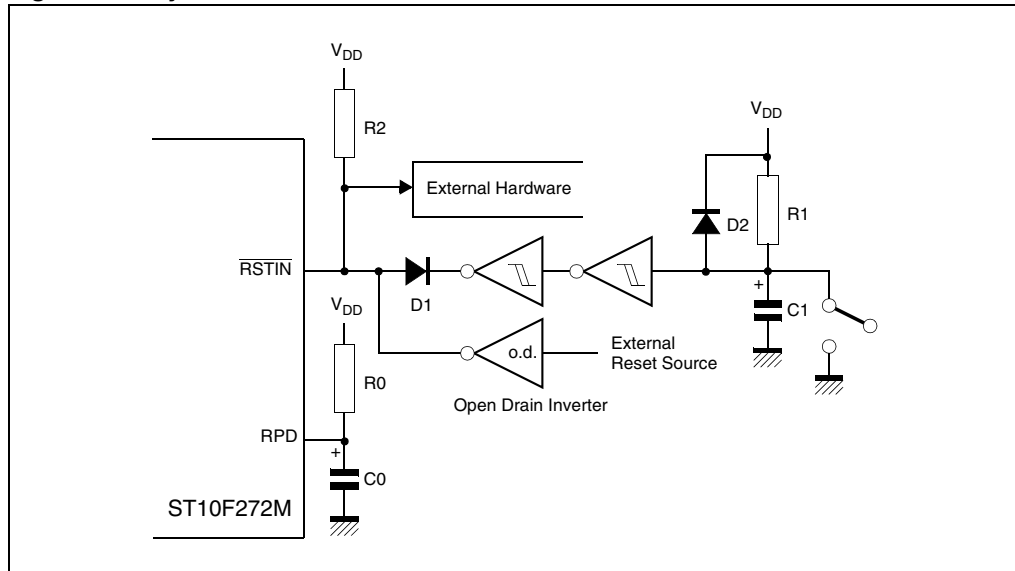 VDD
R2
VDD
External Hardware
D2
R1
RSTIN
D1
+
C1
VDD
o.d.
External
Reset Source
R0
Open Drain Inverter
RPD
+
C0
ST10F272M